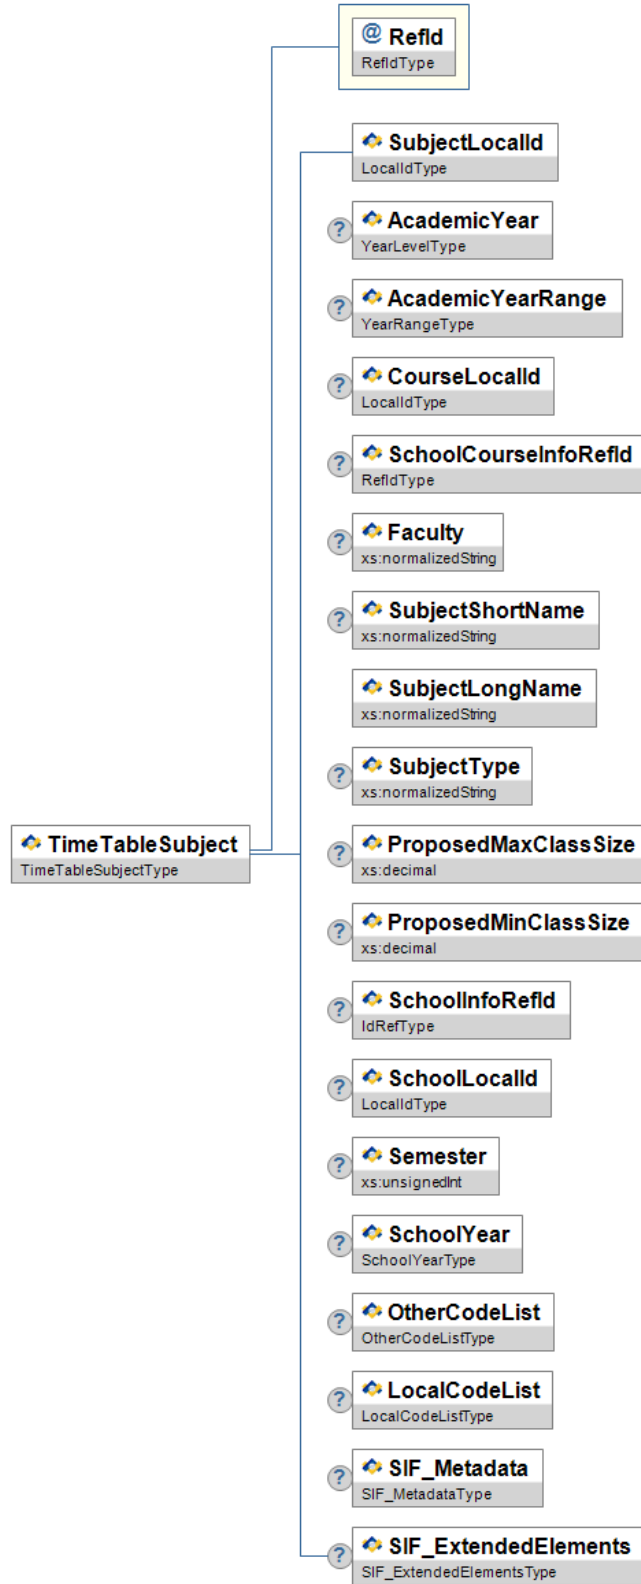 @ RefId
RefIdType
SubjectLocalId
LocalIdType
? AcademicYear
YearLevelType
? AcademicYearRange
YearRangeType
? CourseLocalId
LocalIdType
? SchoolCourseInfoRefId
RefIdType
? Faculty
xs:normalizedString
? SubjectShortName
xs:normalizedString
SubjectLongName
xs:normalizedString
? SubjectType
xs:normalizedString
TimeTableSubject
TimeTableSubjectType
? ProposedMaxClassSize
xs:decimal
? ProposedMinClassSize
xs:decimal
? SchoolInfoRefId
IdRefType
? SchoolLocalId
LocalIdType
? Semester
xs:unsignedInt
? SchoolYear
SchoolYearType
? OtherCodeList
OtherCodeListType
? LocalCodeList
LocalCodeListType
? SIF_Metadata
SIF_MetadataType
? SIF_ExtendedElements
SIF_ExtendedElementsType